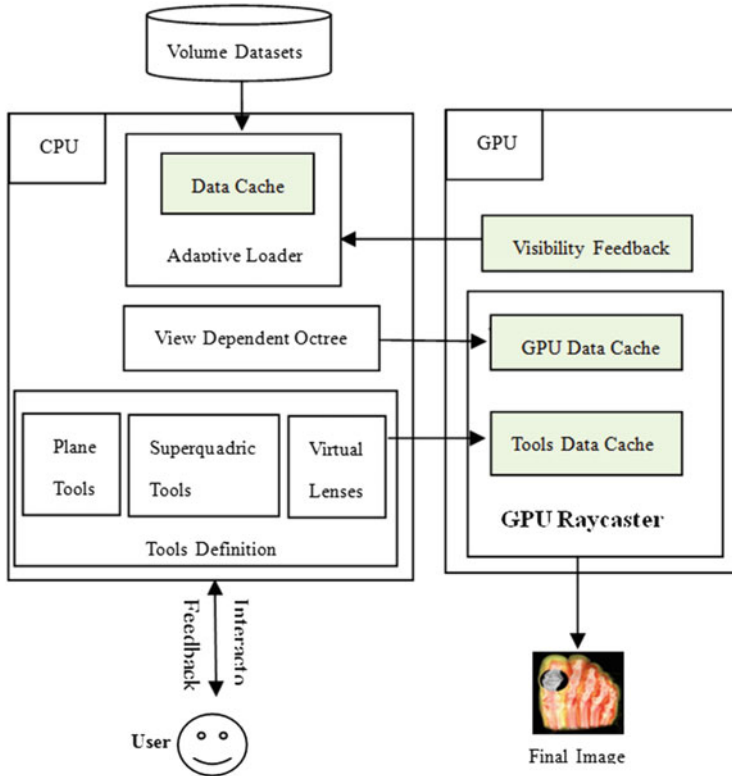 Volume Datasets
CPU
Data Cache
Adaptive Loader
View Dependent Octree
Plane
Tools
Superquadric
Tools
Virtual
Lenses
Tools Definition
GPU
Visibility Feedback
GPU Data Cache
Tools Data Cache
GPU Raycaster
Interacto
Feedback
User
Final Image